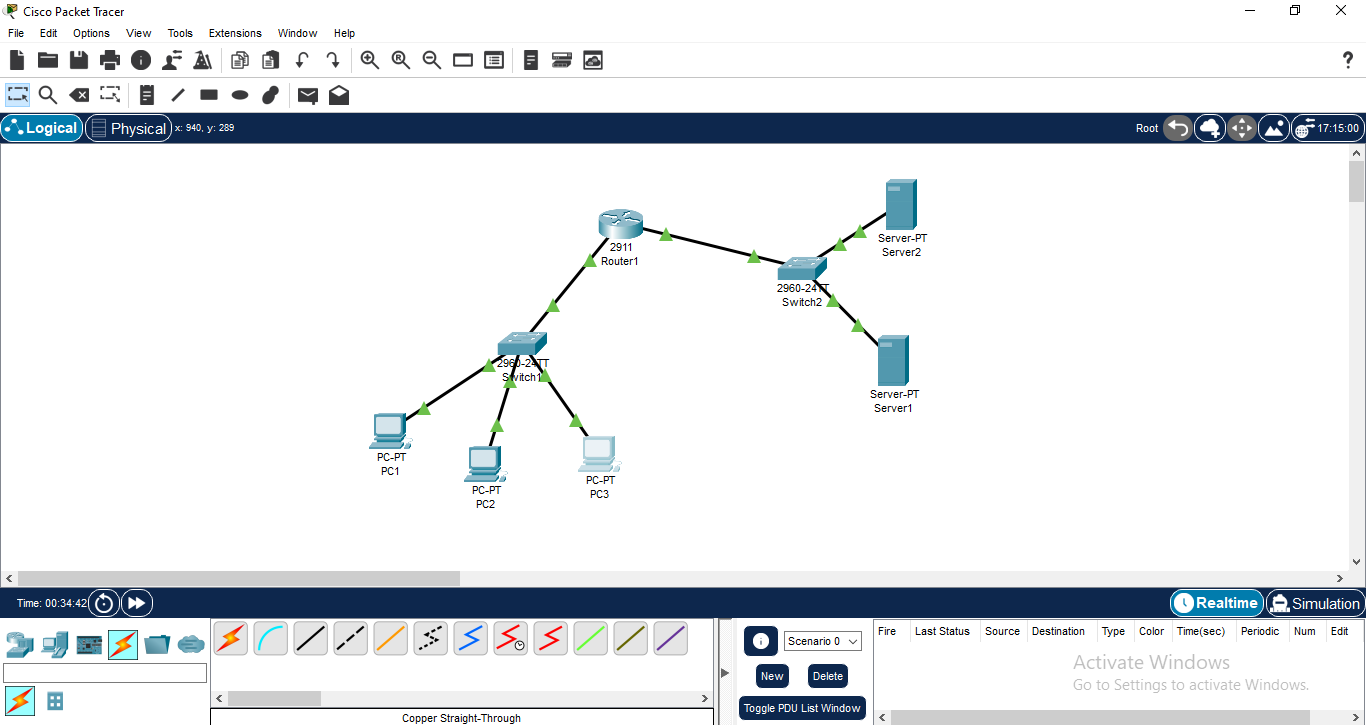 Cisco Packet Tracer
File Edit Options View Tools Extensions Window Help
Logical Physical x: 940, y: 289 Root 17:15:00
2911
Router1
Server-PT
Server2
2960-24TT
Switch2
2960-24TT
Switch1
Server-PT
Server1
PC-PT
PC1
PC-PT
PC2
PC-PT
PC3
Time: 00:34:42 Realtime Simulation
Scenario 0
New Delete
Toggle PDU List Window
Fire Last Status Source Destination Type Color Time(sec) Periodic Num Edit
Activate Windows
Go to Settings to activate Windows.
Copper Straight-Through